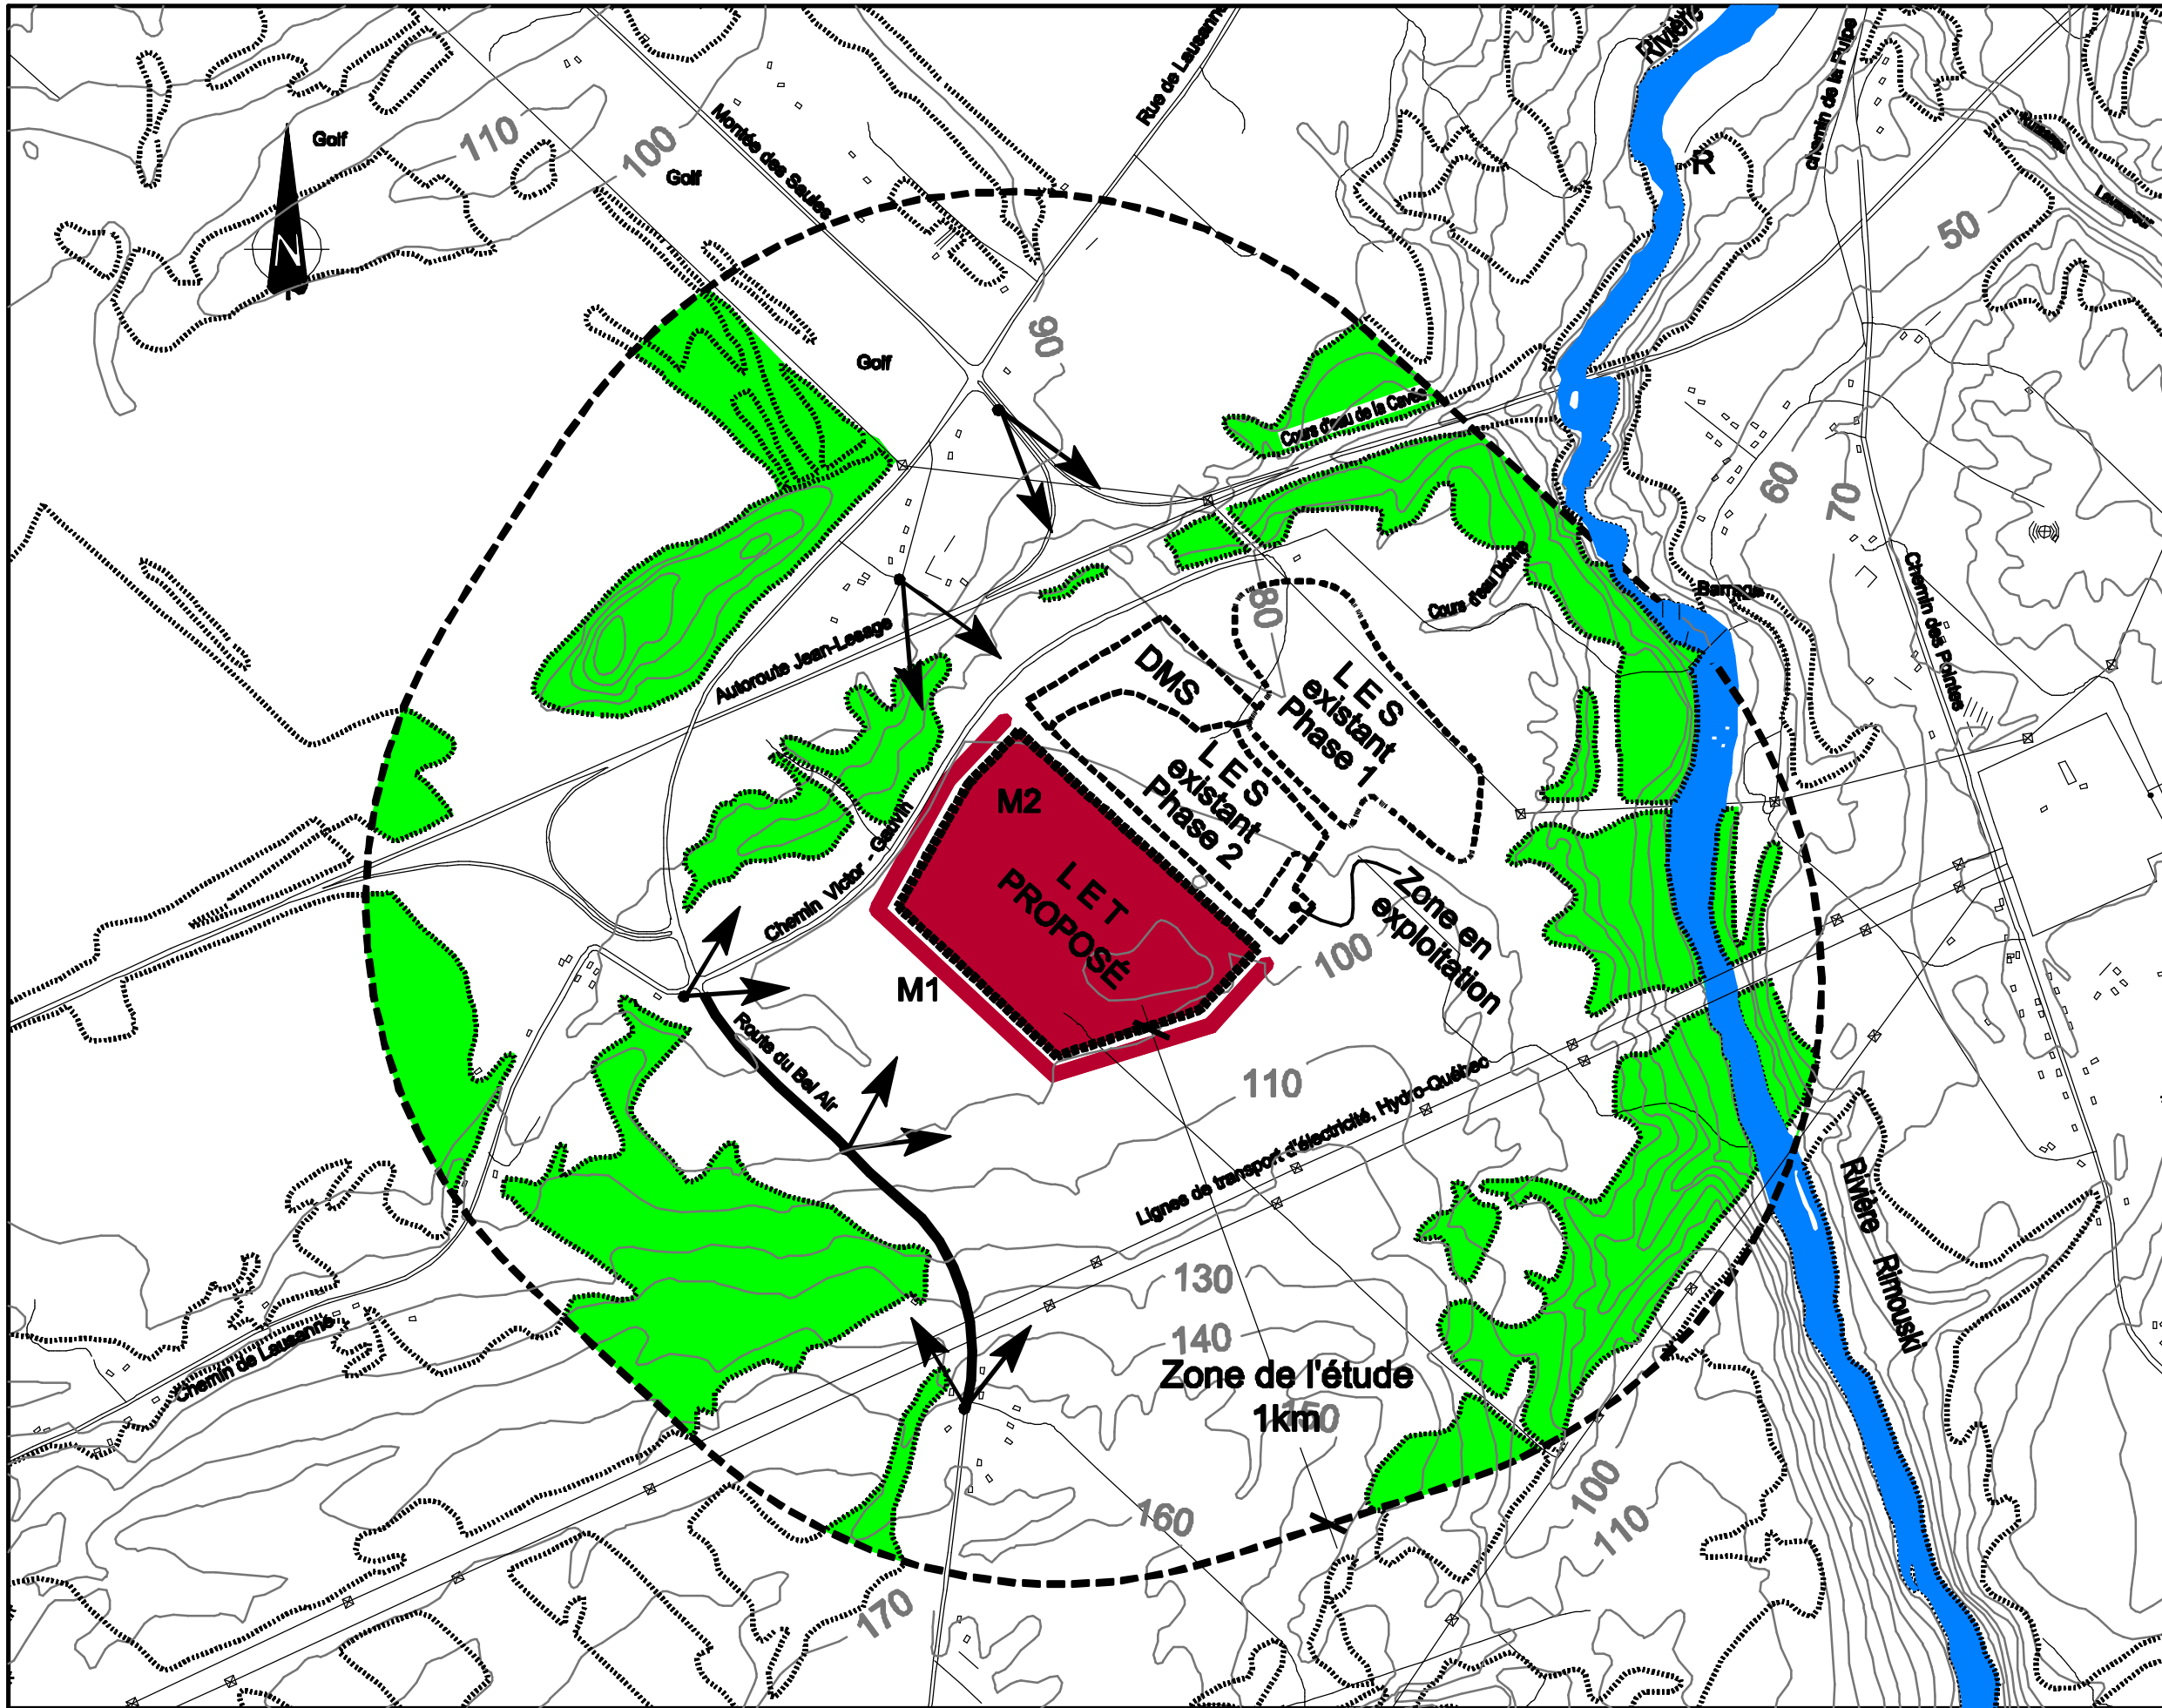 Rivière
Rue de Lausanne
chemin de la Pulpe
Golf
110
100
Montée des Saules
Golf
R
Ruisseau
N
50
90
Golf
Cours d'eau de la Cavée
60
70
Chemin des Pointes
Cours d'eau Dionne
Barrage
80
Autoroute Jean-Lesage
DMS
L E S
existant
Phase 1
L E S
existant
Phase 2
M2
Chemin Victor - Gauvin
L E T
PROPOSÉ
Zone en
exploitation
100
M1
Route du Bel Air
110
Lignes de transport d'électricité, Hydro-Québec
Rivière Rimouski
130
140
Chemin de Lausanne
Zone de l'étude
1km
150
100
110
160
170